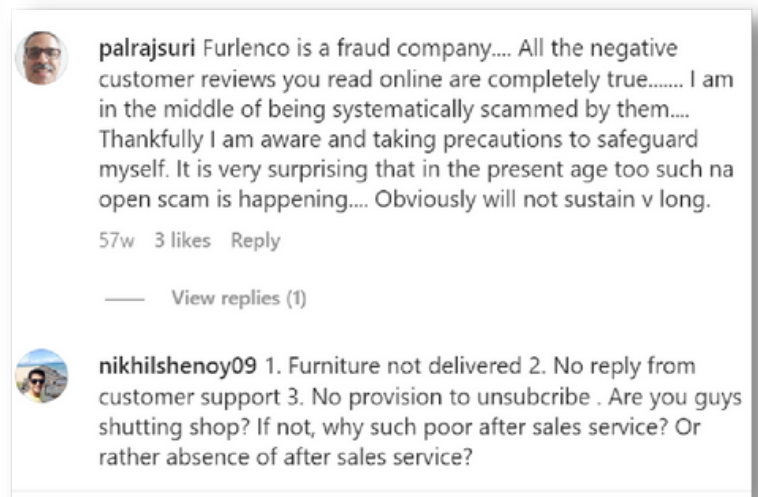 palrajsuri Furlenco is a fraud company.... All the negative
customer reviews you read online are completely true....... I am
in the middle of being systematically scammed by them....
Thankfully I am aware and taking precautions to safeguard
myself. It is very surprising that in the present age too such na
open scam is happening.... Obviously will not sustain v long.
57w 3 likes Reply
View replies (1)
nikhilshenoy09 1. Furniture not delivered 2. No reply from
customer support 3. No provision to unsubcribe . Are you guys
shutting shop? If not, why such poor after sales service? Or
rather absence of after sales service?